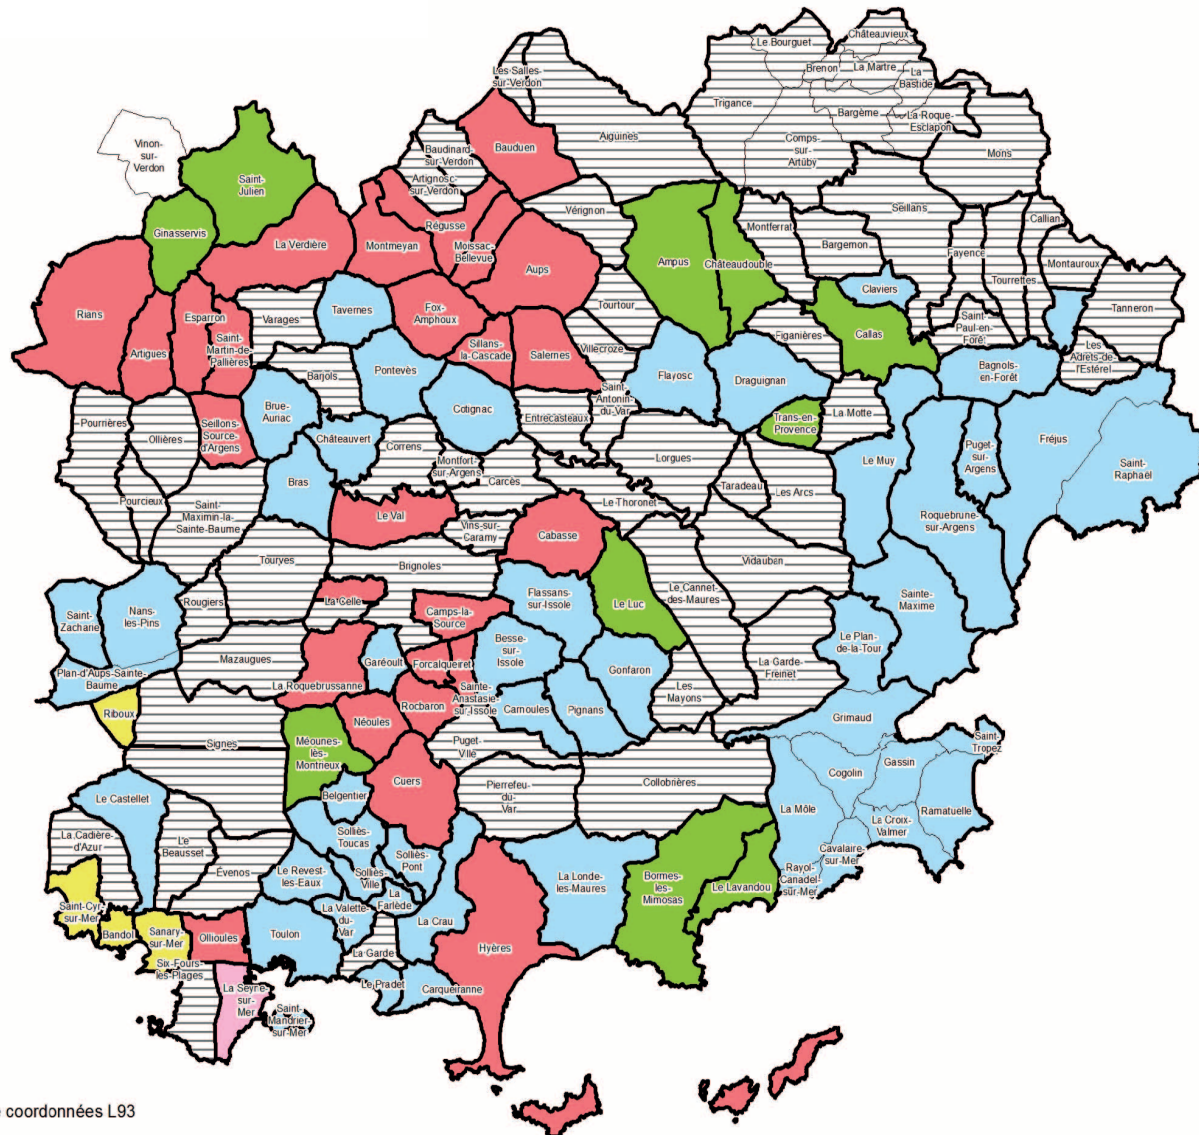 Le Bourguet
Châteauvieux
Brenon
La Martre
La
Bastide
Les Salles-
sur-Verdon
Trigance
Bargème
La Roque-
Esclapon
Aiguines
Comps-
sur-
Artuby
Mons
Vinon-
sur-
Verdon
Baudinard-
sur-Verdon
Bauduen
Artignosc-
sur-Verdon
Saint-
Julien
Vérignon
Seillans
Callian
Ginasservis
La Verdière
Montmeyan
Régusse
Moissac-
Bellevue
Aups
Ampus
Châteaudouble
Montferrat
Bargemon
Fayence
Tourrettes
Montauroux
Claviers
Tanneron
Rians
Artigues
Esparron
Saint-
Martin-de-
Pallières
Varages
Tavernes
Fox-
Amphoux
Tourtour
Figanières
Callas
Saint-
Paul-en-
Forêt
Les
Adrets-de-
l'Estérel
Sillans-
la-Cascade
Salernes
Villecroze
Barjols
Pontevès
Flayosc
Draguignan
Bagnols-
en-Forêt
Saint-
Antonin-
du-Var
Cotignac
Entrecasteaux
Trans-en-
Provence
La Motte
Pourrières
Ollières
Seillons-
Source-
d'Argens
Brue-
Auriac
Châteauvert
Correns
Montfort-
sur-Argens
Carcès
Lorgues
Taradeau
Les Arcs
Le Muy
Puget-
sur-
Argens
Fréjus
Saint-
Raphaël
Pourcieux
Saint-
Maximin-la-
Sainte-Baume
Bras
Le Val
Le Thoronet
Roquebrune-
sur-Argens
Vins-sur-
Caramy
Cabasse
Tourves
Brignoles
Vidauban
Rougiers
La Celle
Flassans-
sur-Issole
Le Luc
Le Cannet-
des-Maures
Sainte-
Maxime
Saint-
Zacharie
Nans-
les-Pins
Camps-la-
Source
Besse-
sur-
Issole
Le Plan-
de-la-Tour
Mazaugues
Garéoult
Forcalqueiret
Gonfaron
La Garde-
Freinet
Plan-d'Aups-Sainte-
Baume
La Roquebrussanne
Sainte-
Anastasie-
sur-Issole
Rocbaron
Carnoules
Pignans
Les
Mayons
Riboux
Néoules
Grimaud
Signes
Méounes-
lès-
Montrieux
Puget-
Ville
Saint-
Tropez
Cuers
Cogolin
Gassin
Pierrefeu-
du-
Var
Collobrières
Le Castellet
Belgentier
La Môle
Ramatuelle
La Croix-
Valmer
La Cadière-
d'Azur
Le
Beausset
Solliès-
Toucas
Solliès-
Pont
Cavalaire-
sur-Mer
Évenos
Le Revest-
les-Eaux
Solliès-
Ville
La Londe-
les-Maures
Bormes-
les-
Mimosas
Le Lavandou
Rayol-
Canadel-
sur-Mer
La
Farlède
Saint-Cyr-
sur-Mer
Bandol
Sanary-
sur-Mer
Ollioules
Toulon
La Valette-
du-
Var
La Crau
Hyères
La Garde
Six-Fours-
les-Plages
La Seyne-
sur-
Mer
Le Pradet
Carqueiranne
Saint-
Mandrier-
sur-Mer
coordonnées L93